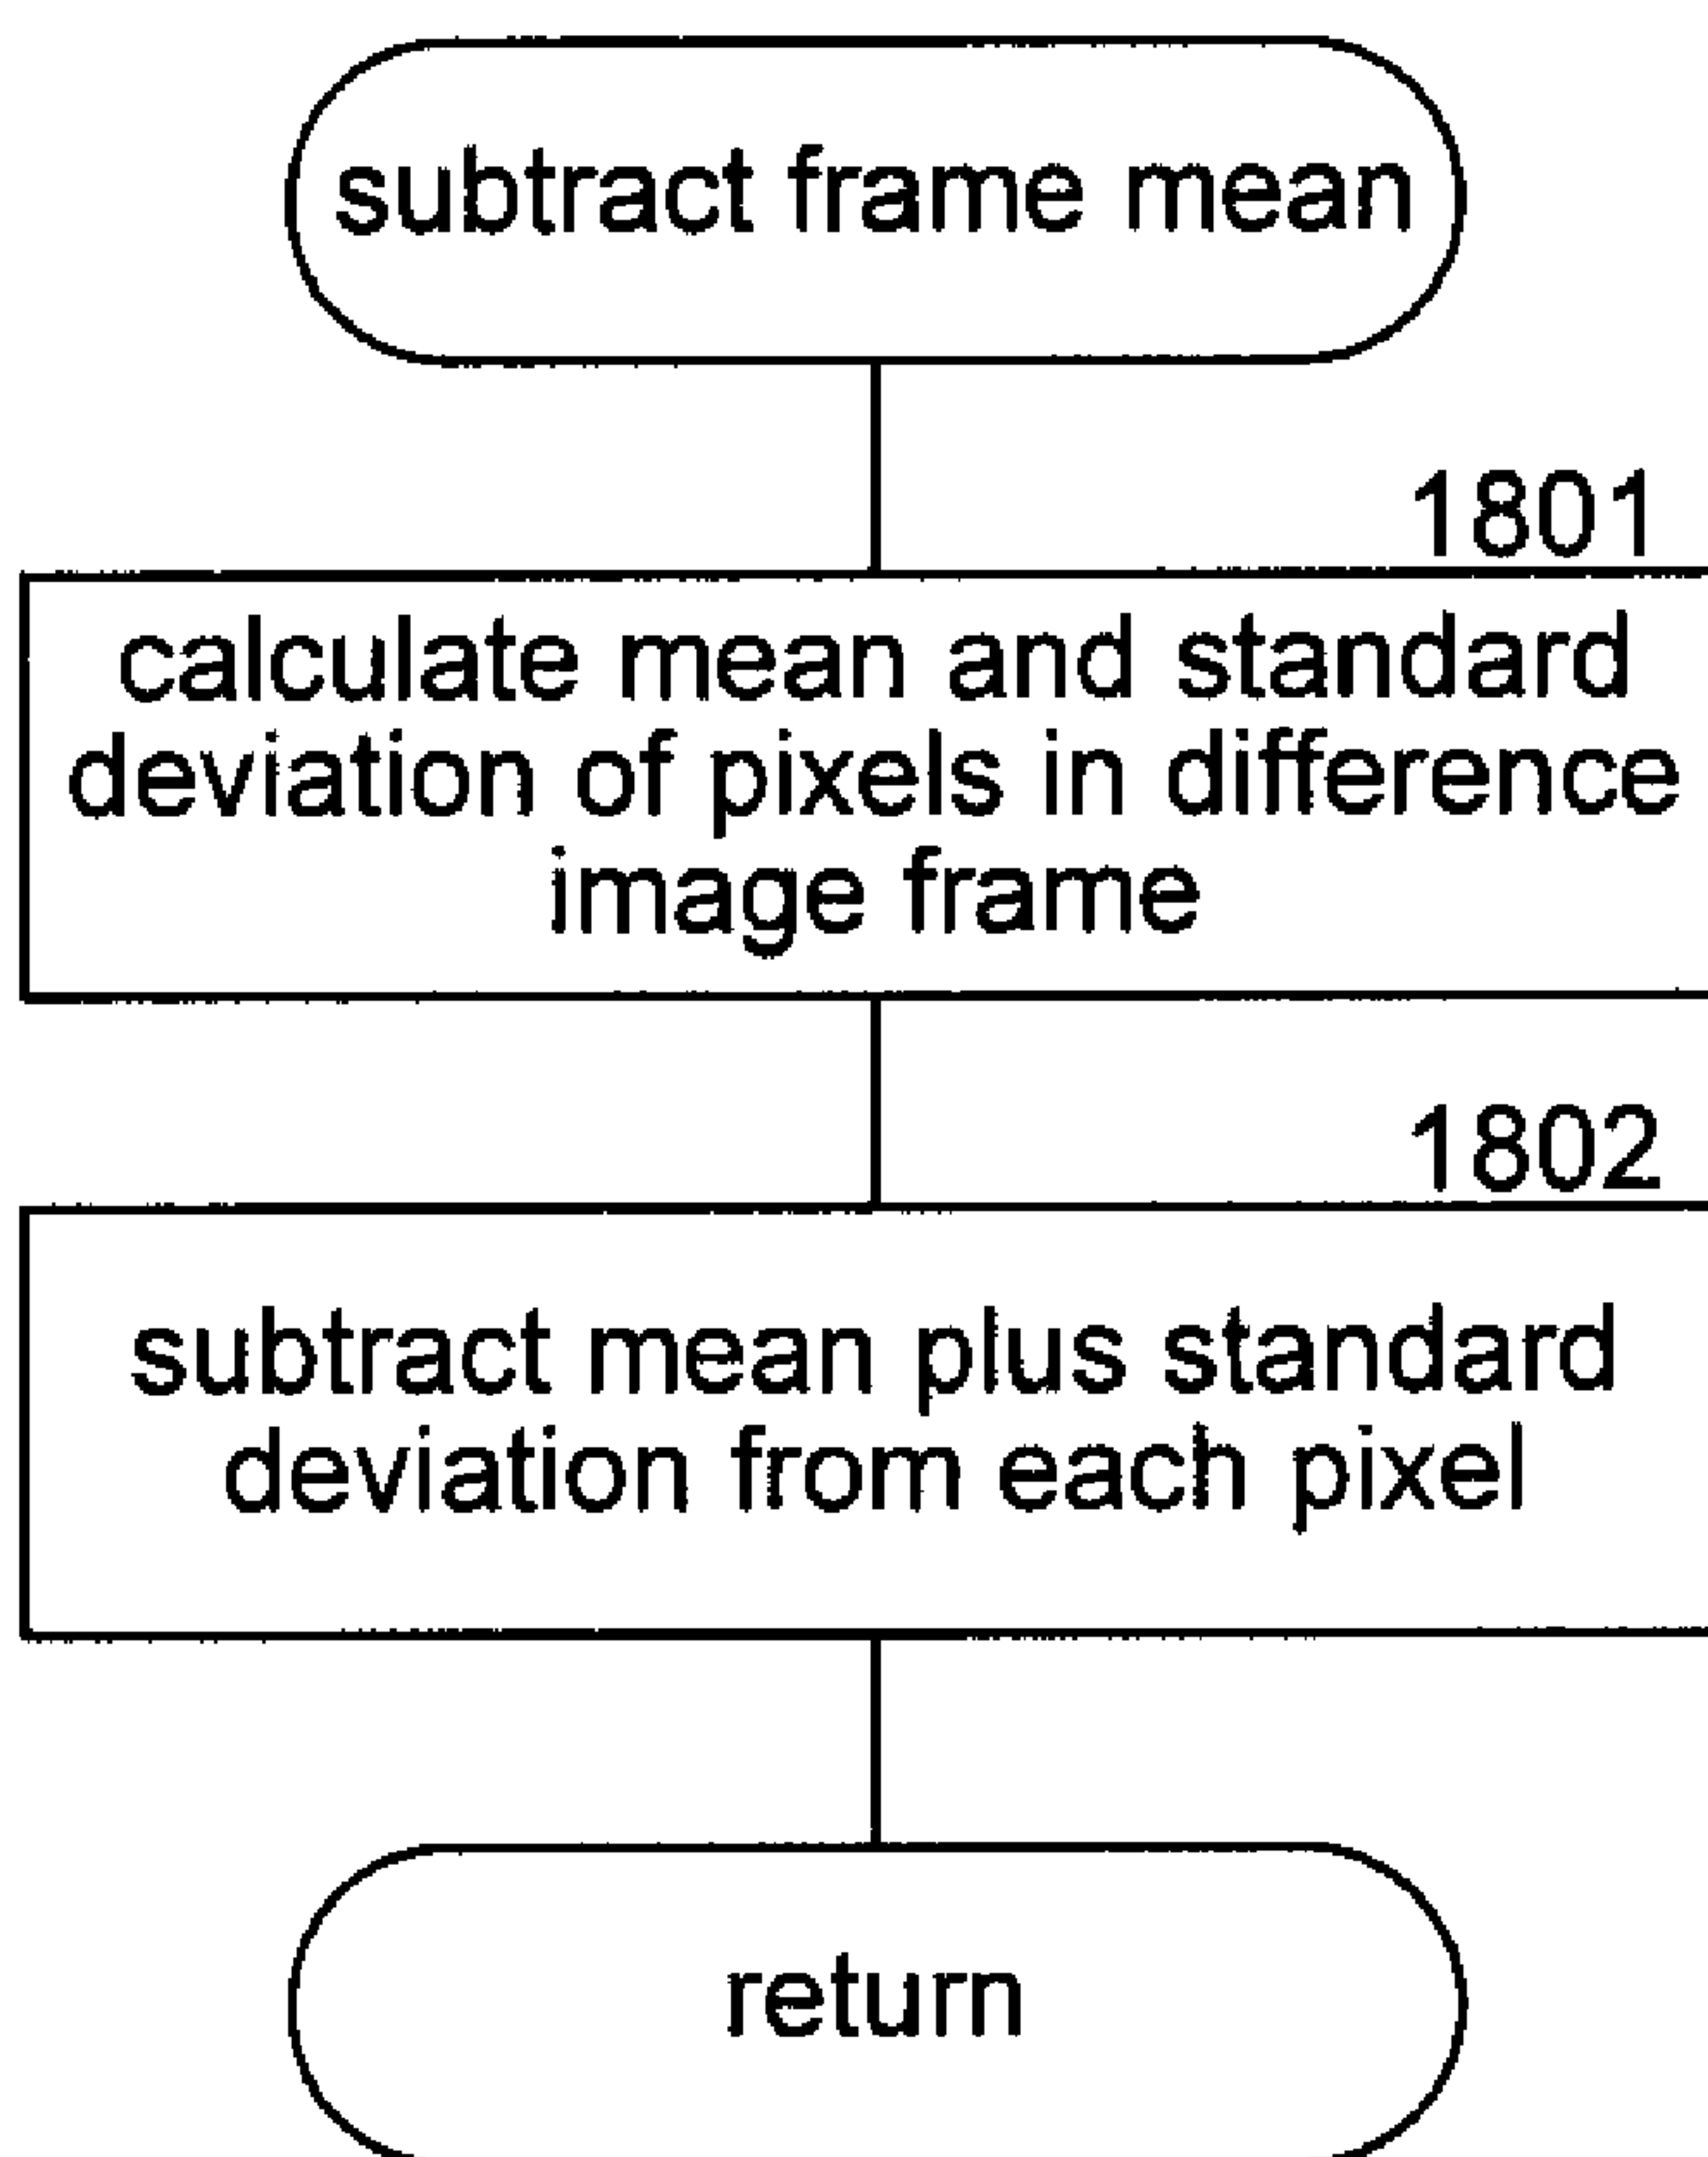 subtract frame mean
1801
calculate mean and standard
deviation of pixels in difference
image frame
1802
subtract mean plus standard
deviation from each pixel
return